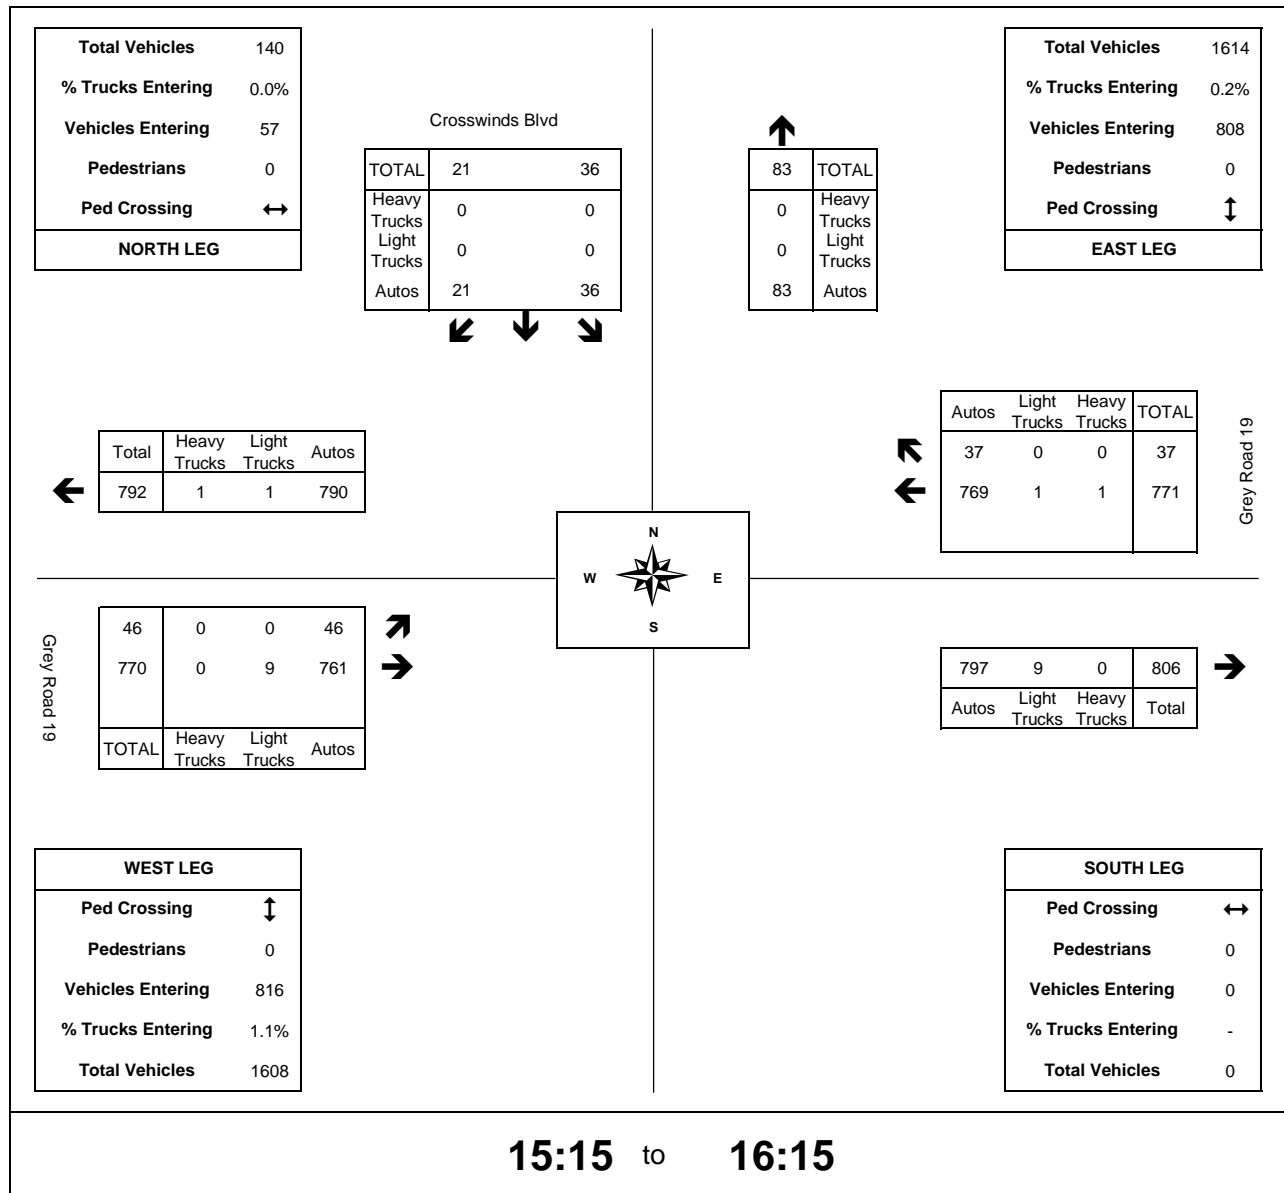 Total Vehicles 140
% Trucks Entering 0.0%
Vehicles Entering 57
Pedestrians 0
Ped Crossing ↔
NORTH LEG
Crosswinds Blvd
TOTAL 21 36
Heavy Trucks 0 0
Light Trucks 0 0
Autos 21 36
83 TOTAL
0 Heavy Trucks
0 Light Trucks
83 Autos
Total Vehicles 1614
% Trucks Entering 0.2%
Vehicles Entering 808
Pedestrians 0
Ped Crossing ↕
EAST LEG
Total Heavy Trucks Light Trucks Autos
792 1 1 790
Autos Light Trucks Heavy Trucks TOTAL
37 0 0 37
769 1 1 771
Grey Road 19
N
W E
S
Grey Road 19
46 0 0 46
770 0 9 761
TOTAL Heavy Trucks Light Trucks Autos
797 9 0 806
Autos Light Trucks Heavy Trucks Total
WEST LEG
Ped Crossing ↕
Pedestrians 0
Vehicles Entering 816
% Trucks Entering 1.1%
Total Vehicles 1608
SOUTH LEG
Ped Crossing ↔
Pedestrians 0
Vehicles Entering 0
% Trucks Entering -
Total Vehicles 0
15:15 to 16:15